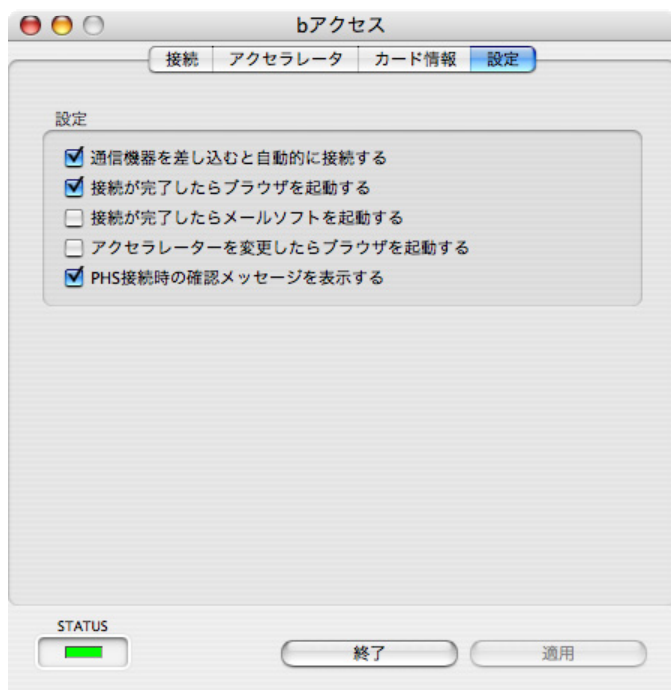 bアクセス
接続 アクセラレータ カード情報 設定
設定
通信機器を差し込むと自動的に接続する
接続が完了したらブラウザを起動する
接続が完了したらメールソフトを起動する
アクセラレーターを変更したらブラウザを起動する
PHS接続時の確認メッセージを表示する
STATUS
終了 適用